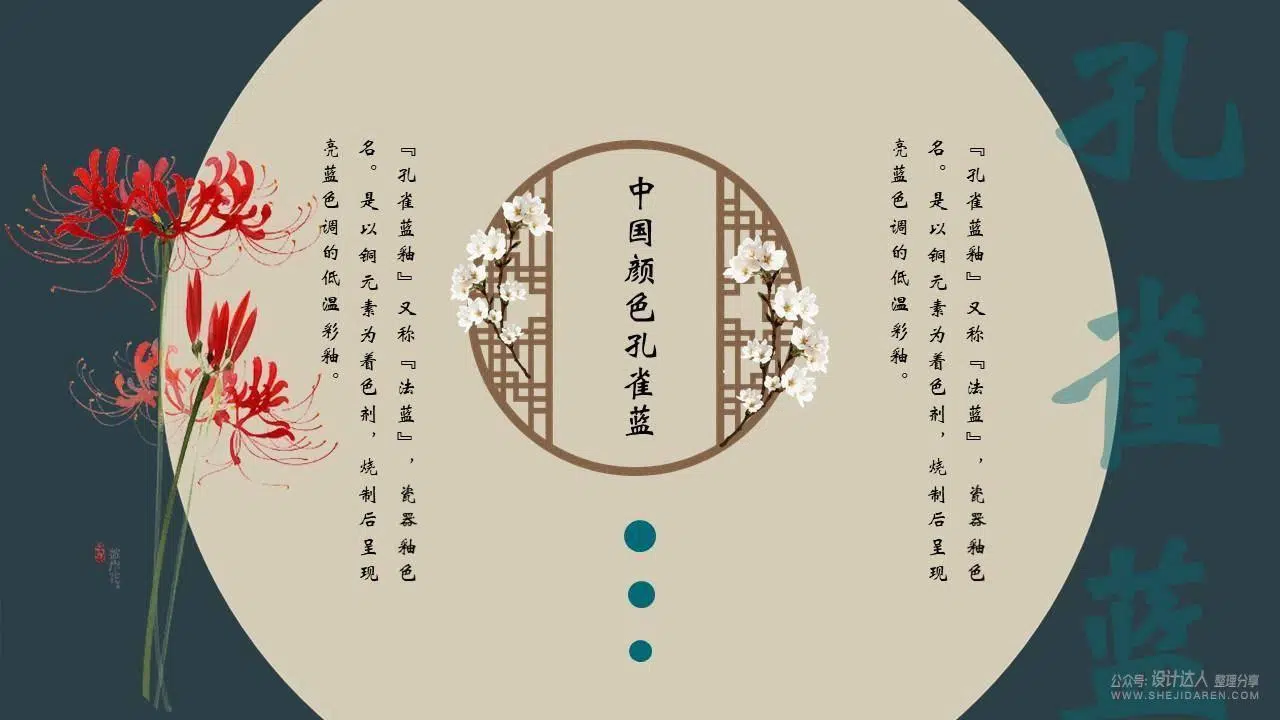 孔雀蓝
『孔雀蓝釉』又称『法蓝』，瓷器釉色
名。是以铜元素为着色剂，烧制后呈现
亮蓝色调的低温彩釉。
中国颜色孔雀蓝
『孔雀蓝釉』又称『法蓝』，瓷器釉色
名。是以铜元素为着色剂，烧制后呈现
亮蓝色调的低温彩釉。
公众号: 设计达人 整理分享
WWW.SHEJIDAREN.COM